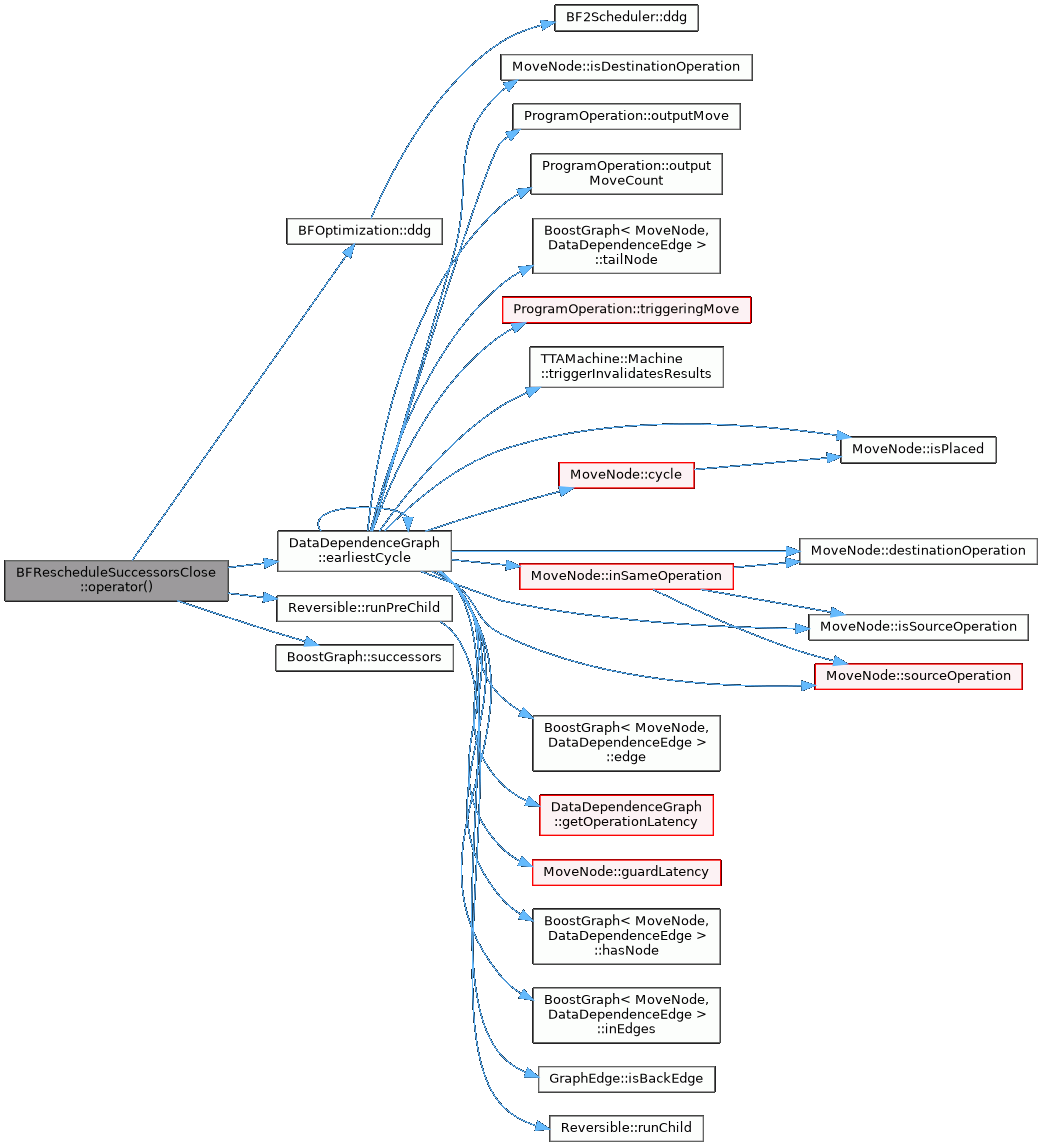 BF2Scheduler::ddg
MoveNode::isDestinationOperation
ProgramOperation::outputMove
ProgramOperation::output
MoveCount
BFOptimization::ddg
BoostGraph< MoveNode,
DataDependenceEdge >
::tailNode
ProgramOperation::triggeringMove
TTAMachine::Machine
::triggerInvalidatesResults
MoveNode::isPlaced
MoveNode::cycle
DataDependenceGraph
::earliestCycle
MoveNode::destinationOperation
BFRescheduleSuccessorsClose
::operator()
MoveNode::inSameOperation
Reversible::runPreChild
MoveNode::isSourceOperation
BoostGraph::successors
MoveNode::sourceOperation
BoostGraph< MoveNode,
DataDependenceEdge >
::edge
DataDependenceGraph
::getOperationLatency
MoveNode::guardLatency
BoostGraph< MoveNode,
DataDependenceEdge >
::hasNode
BoostGraph< MoveNode,
DataDependenceEdge >
::inEdges
GraphEdge::isBackEdge
Reversible::runChild